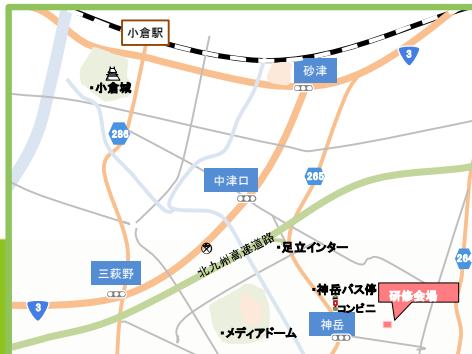 小倉駅
3
砂津
・小倉城
286
265
中津口
北九州高速道路
・足立インター
264
三萩野
・神岳バス停
研修会場
コンビニ
3
神岳
・メディアドーム